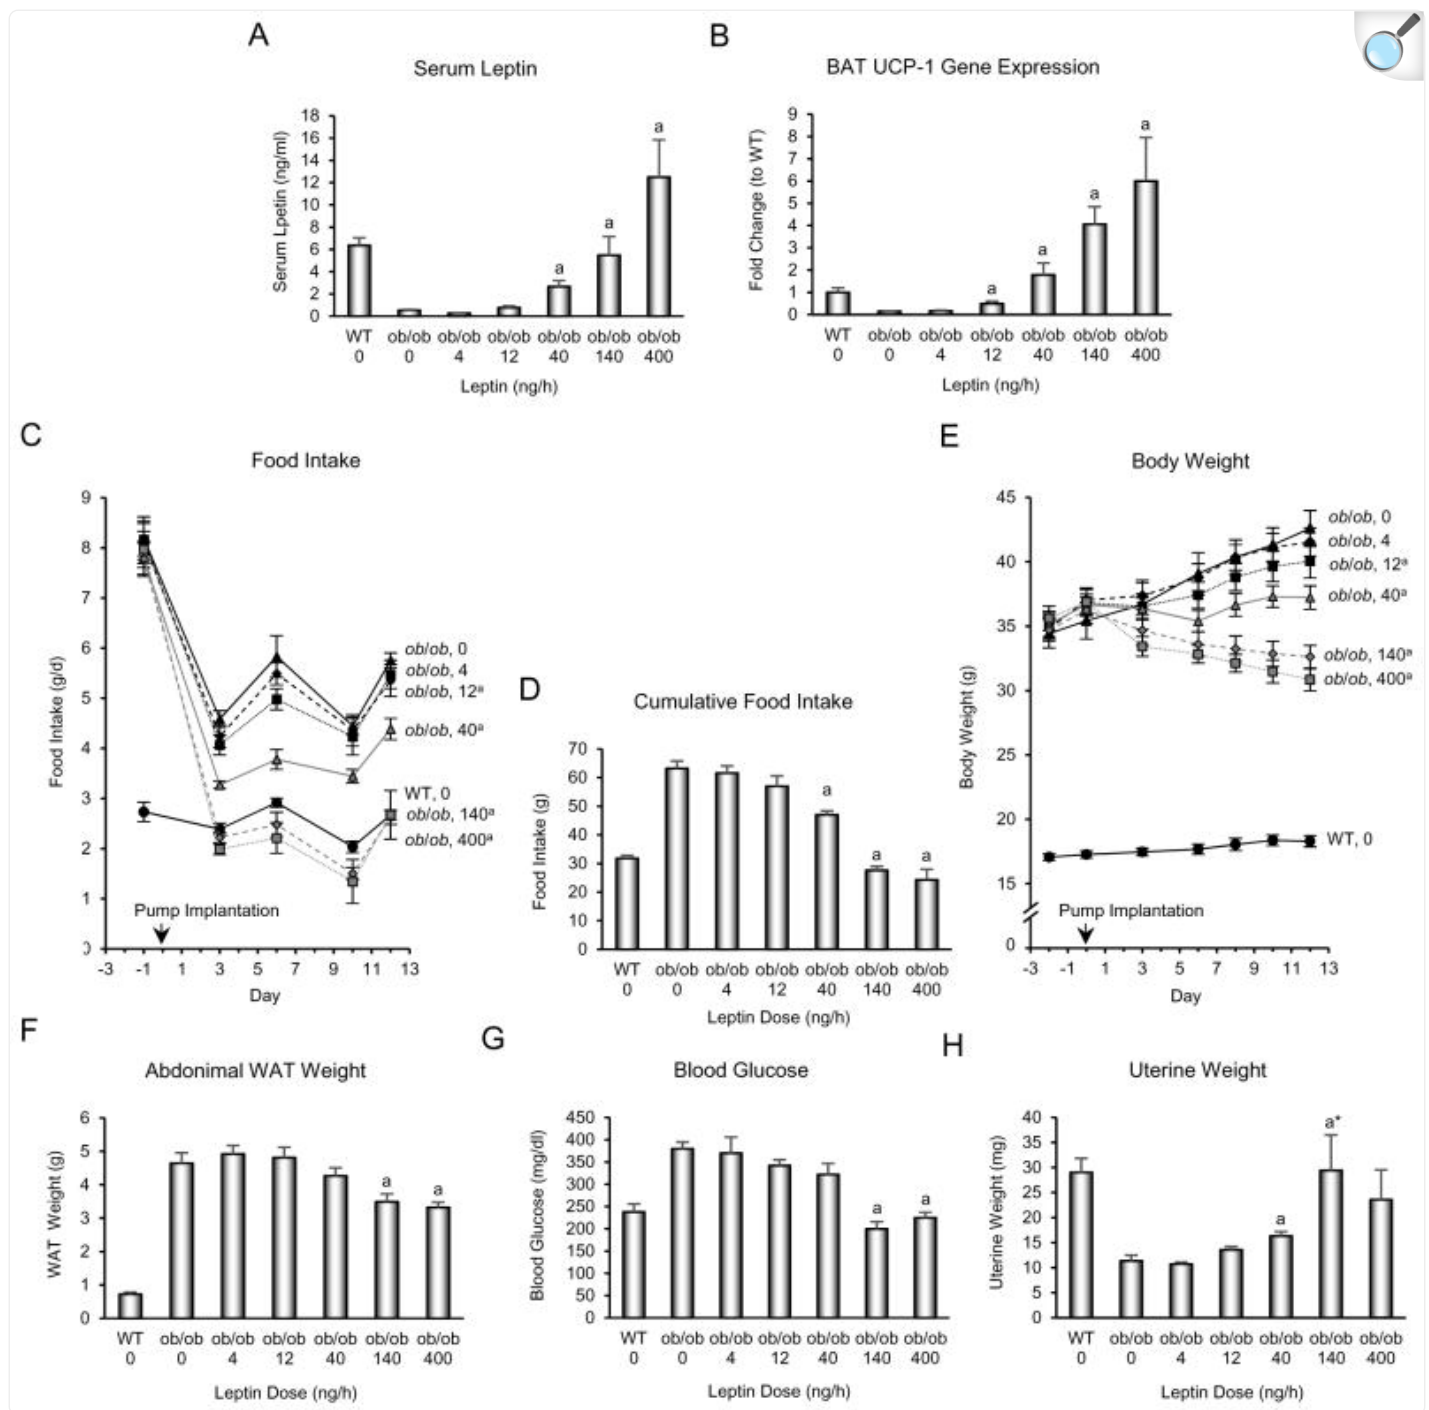 A
Serum Leptin
Serum Lpetin (ng/ml)
18
16
14
12
10
8
6
4
2
0
a
a
a
WT ob/ob ob/ob ob/ob ob/ob ob/ob ob/ob
0 0 4 12 40 140 400
Leptin (ng/h)
B
BAT UCP-1 Gene Expression
Fold Change (to WT)
9
8
7
6
5
4
3
2
1
0
a
a
a
a
WT ob/ob ob/ob ob/ob ob/ob ob/ob ob/ob
0 0 4 12 40 140 400
Leptin (ng/h)
C
Food Intake
Food Intake (g/d)
9
8
7
6
5
4
3
2
1
0
ob/ob, 0
ob/ob, 4
ob/ob, 12ᵃ
ob/ob, 40ᵃ
WT, 0
ob/ob, 140ᵃ
ob/ob, 400ᵃ
Pump Implantation
-3 -1 1 3 5 7 9 11 13
Day
D
Cumulative Food Intake
Food Intake (g)
70
60
50
40
30
20
10
0
a
a
a
WT ob/ob ob/ob ob/ob ob/ob ob/ob ob/ob
0 0 4 12 40 140 400
Leptin Dose (ng/h)
E
Body Weight
Body Weight (g)
45
40
35
30
25
20
15
0
ob/ob, 0
ob/ob, 4
ob/ob, 12ᵃ
ob/ob, 40ᵃ
ob/ob, 140ᵃ
ob/ob, 400ᵃ
WT, 0
Pump Implantation
-3 -1 1 3 5 7 9 11 13
Day
F
Abdonimal WAT Weight
WAT Weight (g)
6
5
4
3
2
1
0
a
a
WT ob/ob ob/ob ob/ob ob/ob ob/ob ob/ob
0 0 4 12 40 140 400
Leptin Dose (ng/h)
G
Blood Glucose
Blood Glucose (mg/dl)
450
400
350
300
250
200
150
100
50
0
a
a
WT ob/ob ob/ob ob/ob ob/ob ob/ob ob/ob
0 0 4 12 40 140 400
Leptin Dose (ng/h)
H
Uterine Weight
Uterine Weight (mg)
40
35
30
25
20
15
10
5
0
a
a*
WT ob/ob ob/ob ob/ob ob/ob ob/ob ob/ob
0 0 4 12 40 140 400
Leptin Dose (ng/h)